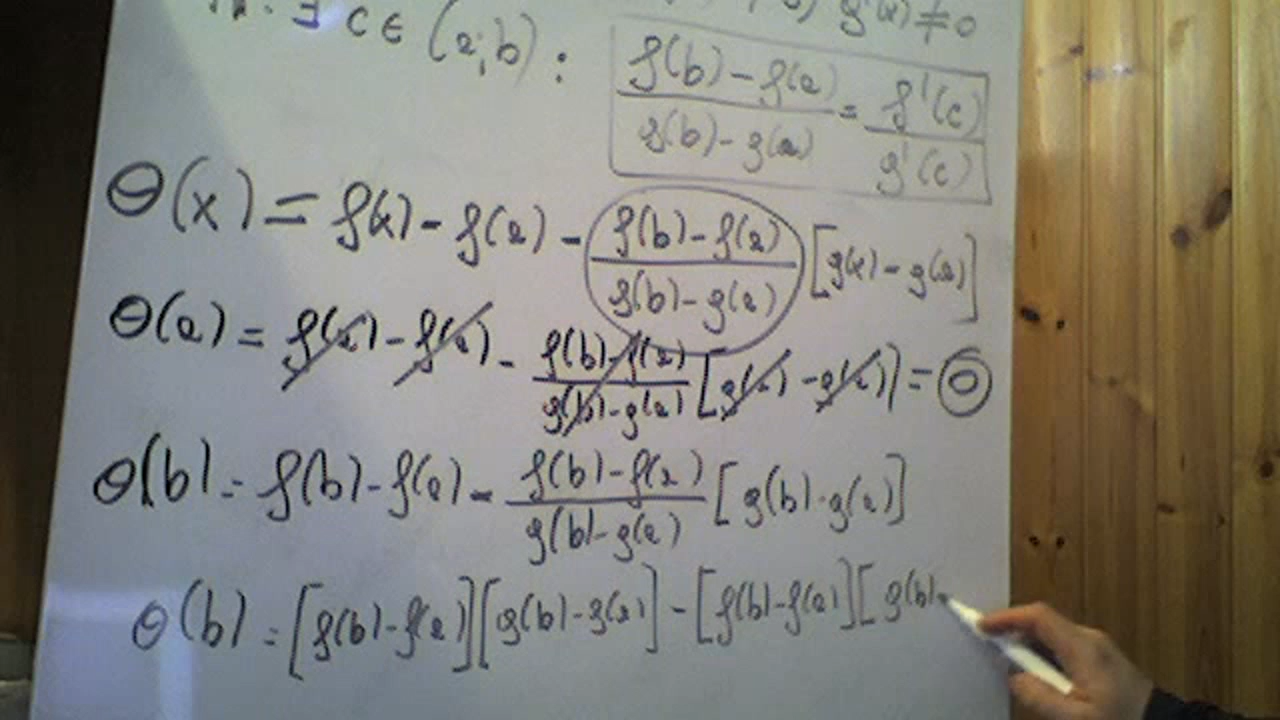 ∃ c ∈ (a;b) : g'(x) ≠ 0
f(b) - f(a) / g(b) - g(a) = f'(c) / g'(c)
Θ(x) = f(x) - f(a) - f(b) - f(a) / g(b) - g(a) [g(x) - g(a)]
Θ(a) = f(a) - f(a) - f(b) - f(a) / g(b) - g(a) [g(a) - g(a)] = 0
Θ(b) = f(b) - f(a) - f(b) - f(a) / g(b) - g(a) [g(b) - g(a)]
Θ(b) = [f(b) - f(a)][g(b) - g(a)] - [f(b) - f(a)][g(b) -